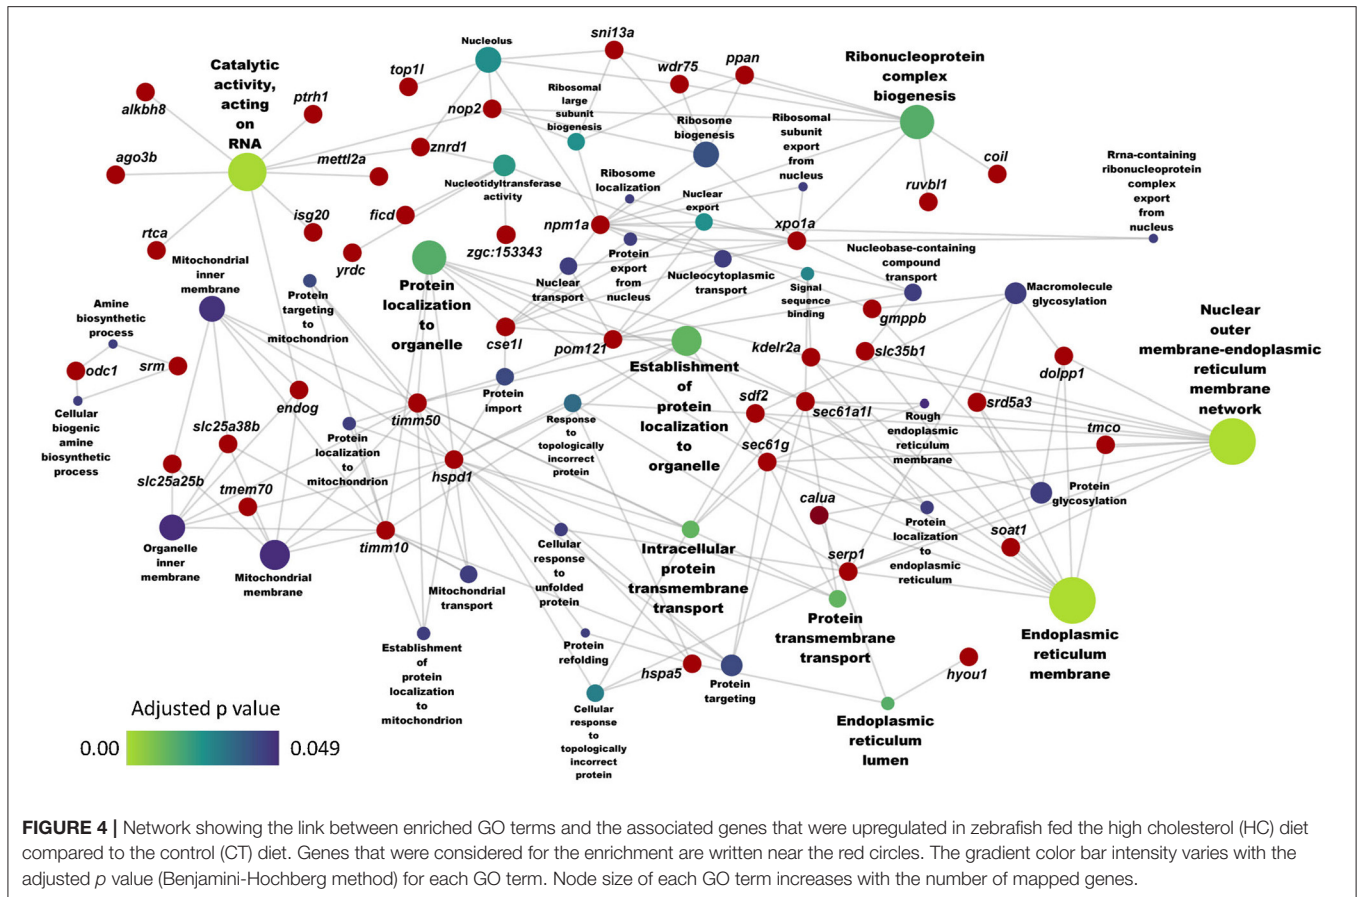 sni13a
Nucleolus
wdr75
ppan
Ribonucleoprotein
complex
biogenesis
Catalytic
activity,
acting
on
RNA
top1l
alkbh8
ptrh1
nop2
Ribosomal
large
subunit
biogenesis
Ribosome
biogenesis
Ribosomal
subunit
export
from
nucleus
znrd1
ago3b
mettl2a
coil
Rrna-containing
ribonucleoprotein
complex
export
from
nucleus
Nucleotidyltransferase
activity
Ribosome
localization
Nuclear
export
ruvbl1
isg20
ficd
npm1a
xpo1a
rtca
yrdc
zgc:153343
Mitochondrial
inner
membrane
Protein
localization
to
organelle
Nuclear
transport
Protein
export
from
nucleus
Nucleocytoplasmic
transport
Nucleobase-containing
compound
transport
Protein
targeting
to
mitochondrion
Signal
sequence
binding
Macromolecule
glycosylation
Amine
biosynthetic
process
gmppb
Nuclear
outer
membrane-endoplasmic
reticulum
membrane
network
cse1l
pom121
kdelr2a
slc35b1
dolpp1
odc1
srm
Establishment
of
protein
localization
to
organelle
Protein
import
Cellular
biogenic
amine
biosynthetic
process
endog
timm50
sdf2
sec61a1l
srd5a3
Rough
endoplasmic
reticulum
membrane
tmco
slc25a38b
Protein
localization
to
mitochondrion
Response
to
topologically
incorrect
protein
sec61g
slc25a25b
hspd1
tmem70
calua
Protein
glycosylation
Protein
localization
to
endoplasmic
reticulum
soat1
Organelle
inner
membrane
Mitochondrial
membrane
timm10
Cellular
response
to
unfolded
protein
Intracellular
protein
transmembrane
transport
serp1
Mitochondrial
transport
Protein
transmembrane
transport
Endoplasmic
reticulum
membrane
Establishment
of
protein
localization
to
mitochondrion
Protein
refolding
hspa5
Protein
targeting
hyou1
Cellular
response
to
topologically
incorrect
protein
Endoplasmic
reticulum
lumen
Adjusted p value
0.00
0.049
FIGURE 4 | Network showing the link between enriched GO terms and the associated genes that were upregulated in zebrafish fed the high cholesterol (HC) diet
compared to the control (CT) diet. Genes that were considered for the enrichment are written near the red circles. The gradient color bar intensity varies with the
adjusted p value (Benjamini-Hochberg method) for each GO term. Node size of each GO term increases with the number of mapped genes.